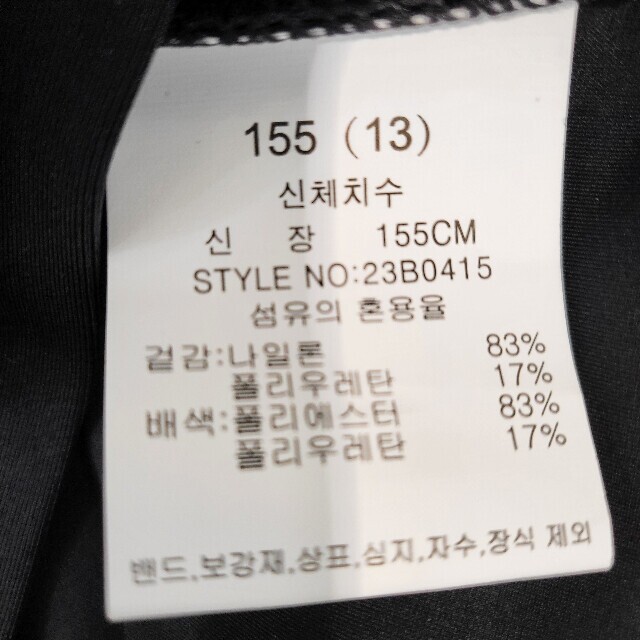 155 (13)
신체치수
신 장 155CM
STYLE NO:23B0415
섬유의 혼용율
겉감:나일론 83%
폴리우레탄 17%
배색:폴리에스터 83%
폴리우레탄 17%
밴드,보강재,상표,심지,자수,장식 제외